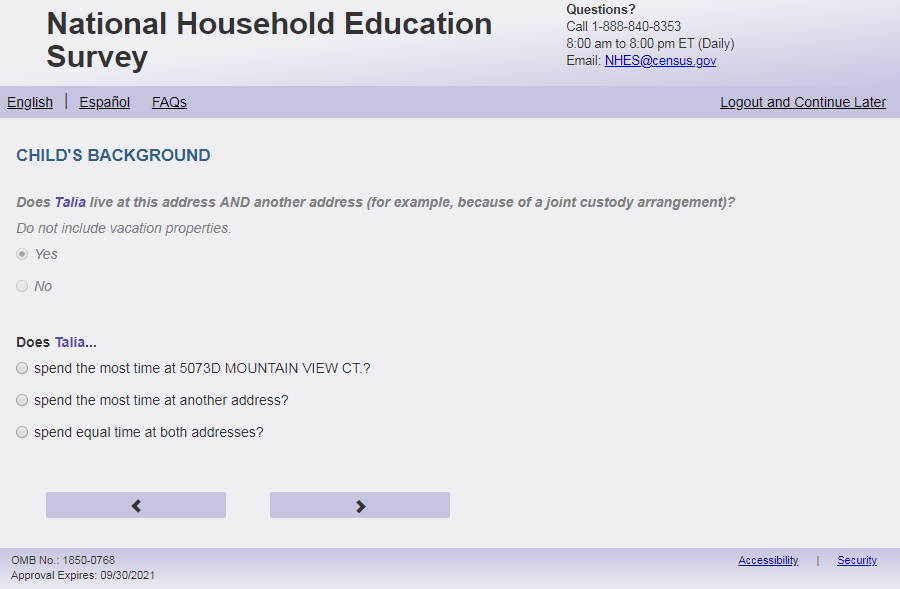 National Household Education
Survey
Questions?
Call 1-888-840-8353
8:00 am to 8:00 pm ET (Daily)
Email: NHES@census.gov
English | Español FAQs
Logout and Continue Later
CHILD'S BACKGROUND
Does Talia live at this address AND another address (for example, because of a joint custody arrangement)?
Do not include vacation properties.
Yes
No
Does Talia...
spend the most time at 5073D MOUNTAIN VIEW CT.?
spend the most time at another address?
spend equal time at both addresses?
OMB No.: 1850-0768
Approval Expires: 09/30/2021
Accessibility | Security